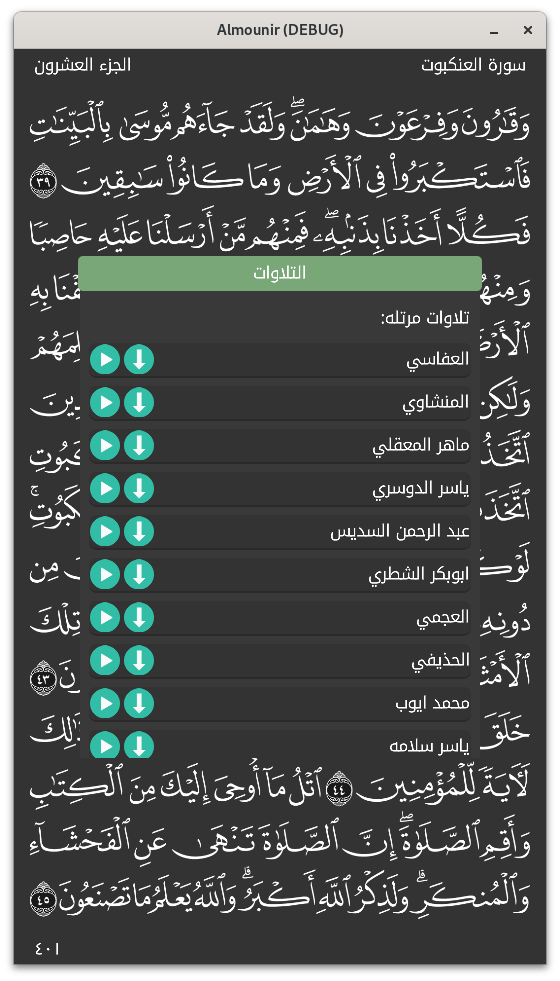 Almounir (DEBUG)
سورة العنكبوت
الجزء العشرون
وَقَٰرُونَ وَفِرْعَوْنَ وَهَٰمَٰنَ ۖ وَلَقَدْ جَآءَهُم مُّوسَىٰ بِٱلْبَيِّنَٰتِ
فَٱسْتَكْبَرُوا۟ فِى ٱلْأَرْضِ وَمَا كَانُوا۟ سَٰبِقِينَ ٣٩
فَكُلًّا أَخَذْنَا بِذَنۢبِهِۦ ۖ فَمِنْهُم مَّنْ أَرْسَلْنَا عَلَيْهِ حَاصِبًا
التلاوات
تلاوات مرتله:
العفاسي
المنشاوي
ماهر المعقلي
ياسر الدوسري
عبد الرحمن السديس
ابوبكر الشطري
العجمي
الحذيفي
محمد ايوب
ياسر سلامه
لَءَايَةً لِّلْمُؤْمِنِينَ ٤٤ ٱتْلُ مَآ أُوحِىَ إِلَيْكَ مِنَ ٱلْكِتَٰبِ
وَأَقِمِ ٱلصَّلَوٰةَ ۖ إِنَّ ٱلصَّلَوٰةَ تَنْهَىٰ عَنِ ٱلْفَحْشَآءِ
وَٱلْمُنكَرِ ۗ وَلَذِكْرُ ٱللَّهِ أَكْبَرُ ۗ وَٱللَّهُ يَعْلَمُ مَا تَصْنَعُونَ ٤٥
٤٠١